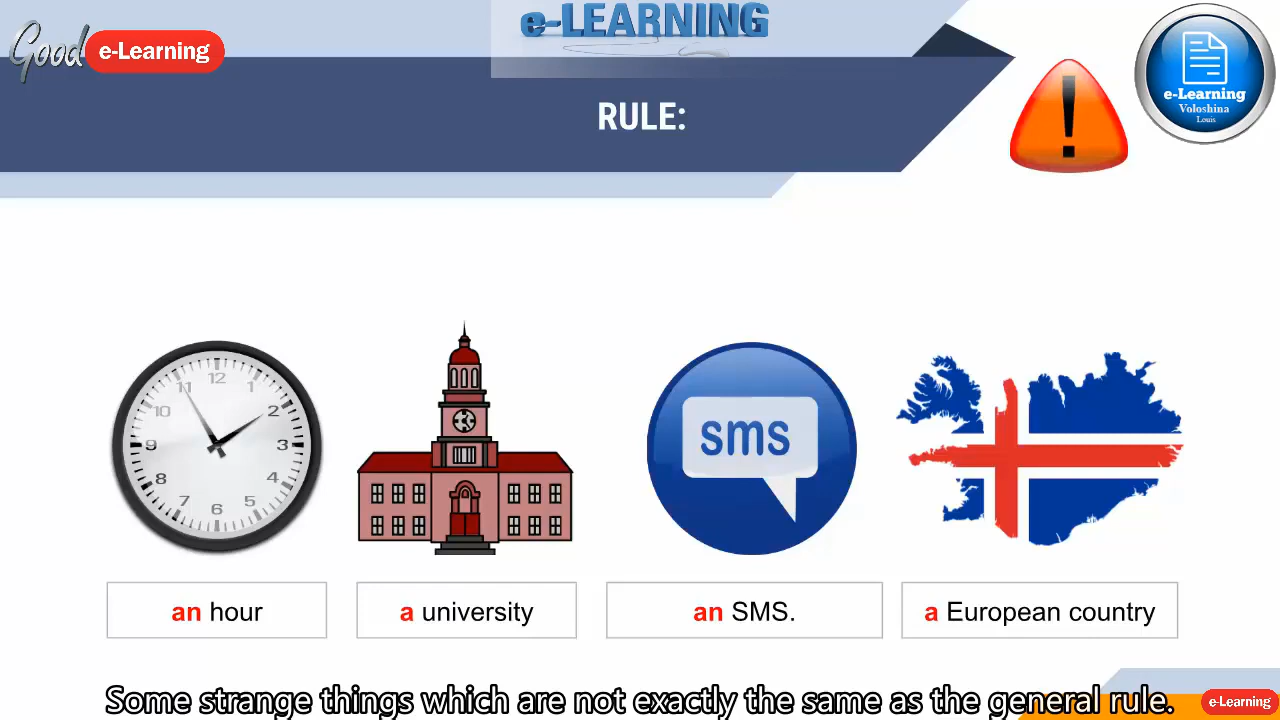 e-LEARNING
Good e-Learning
RULE:
e-Learning
Voloshina
Louis
12
11 1
10 2
9 3
8 4
7 5
6
sms
an hour
a university
an SMS.
a European country
Some strange things which are not exactly the same as the general rule.
e-Learning